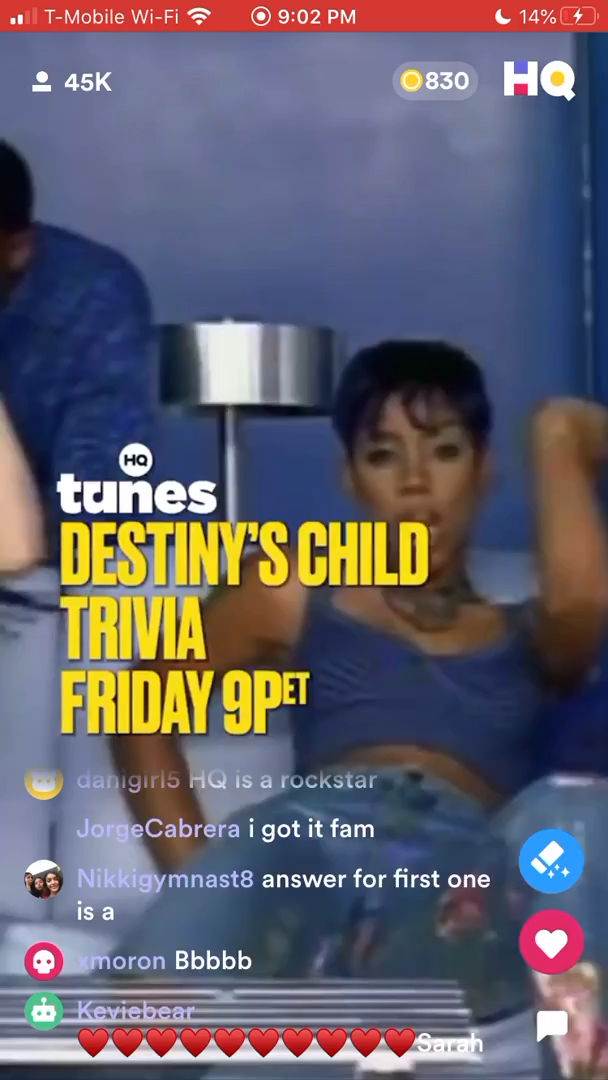 T-Mobile Wi-Fi 9:02 PM 14%
45K 830 HQ
HQ
tunes
DESTINY'S CHILD
TRIVIA
FRIDAY 9PET
danigirl5 HQ is a rockstar
JorgeCabrera i got it fam
Nikkigymnast8 answer for first one
is a
xmoron Bbbbb
Keviebear
❤️❤️❤️❤️❤️❤️❤️❤️❤️❤️Sarah